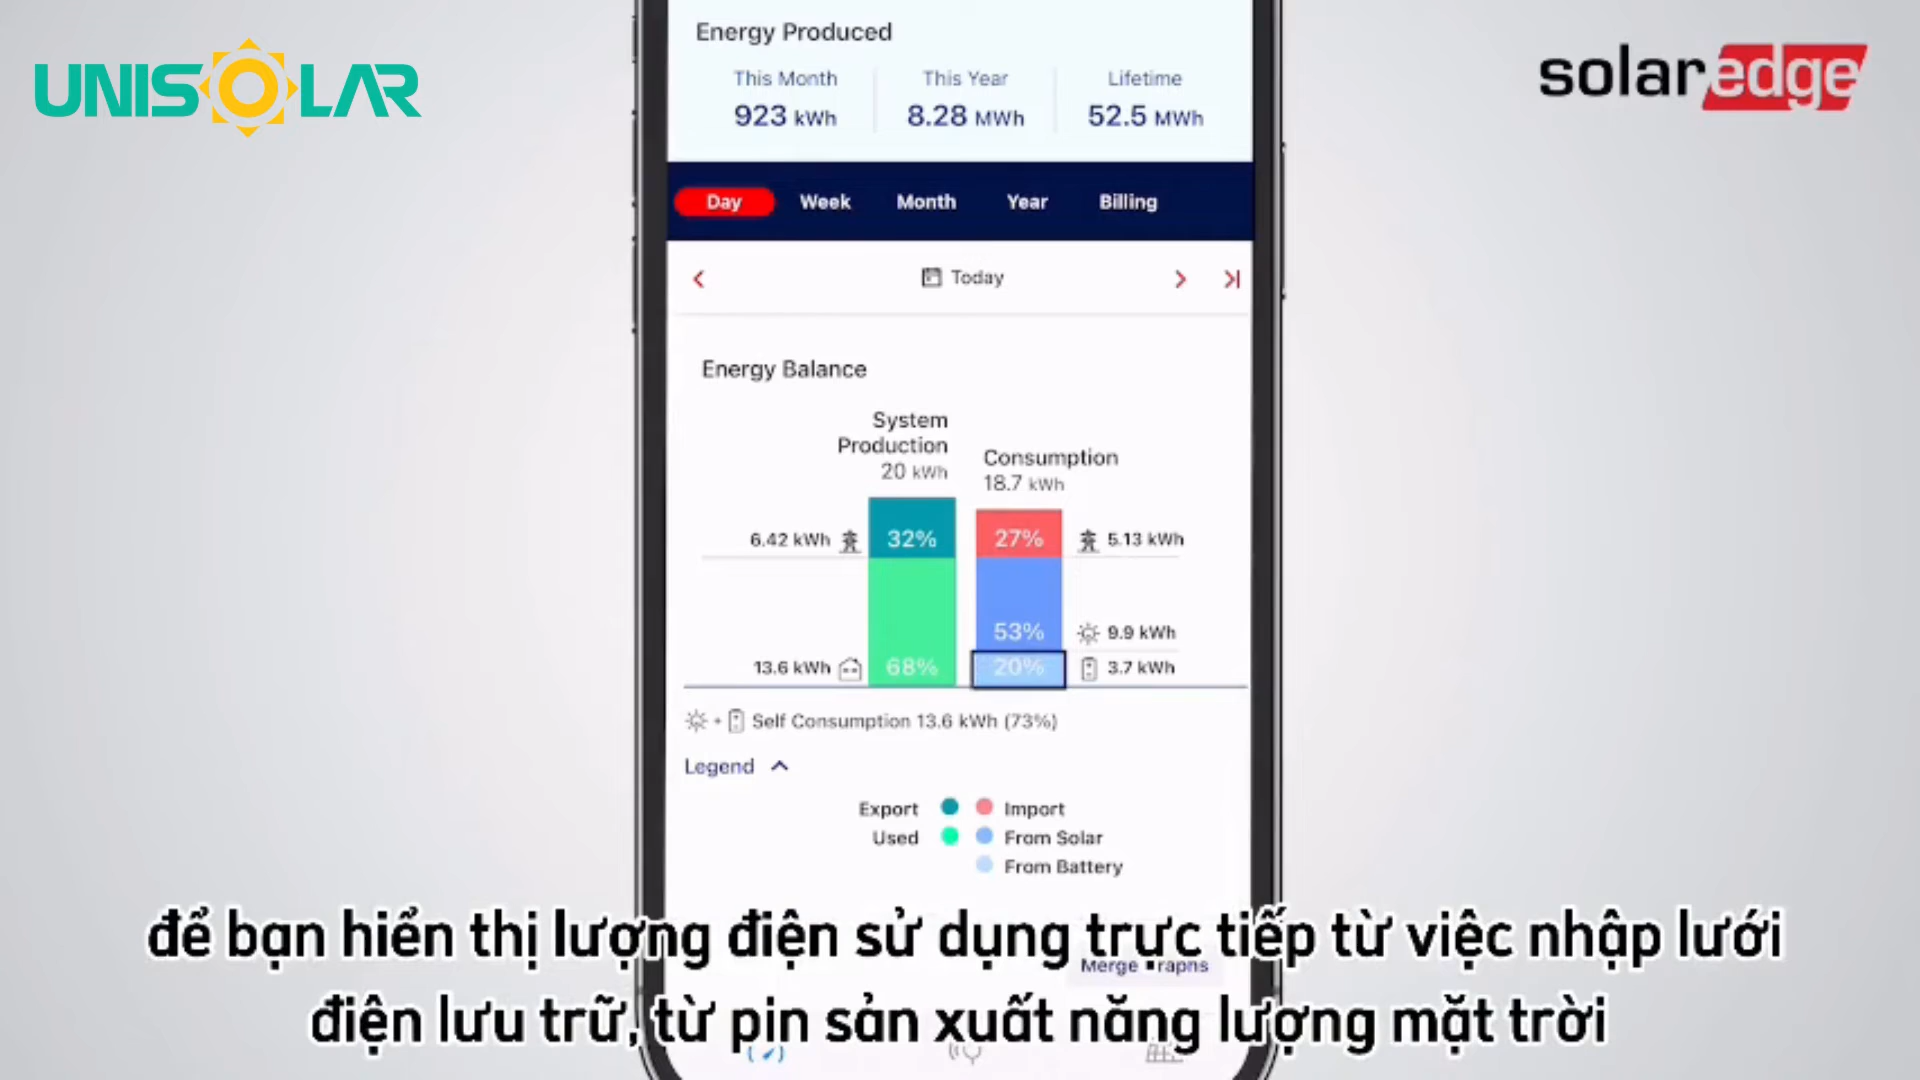 UNISOLAR
solaredge
Energy Produced
This Month This Year Lifetime
923 kWh 8.28 MWh 52.5 MWh
Day Week Month Year Billing
Today
Energy Balance
System
Production
20 kWh
Consumption
18.7 kWh
6.42 kWh 32% 27% 5.13 kWh
53% 9.9 kWh
13.6 kWh 68% 20% 3.7 kWh
+ Self Consumption 13.6 kWh (73%)
Legend
Export Import
Used From Solar
From Battery
Merge
để bạn hiển thị lượng điện sử dụng trực tiếp từ việc nhập lưới
điện lưu trữ, từ pin sản xuất năng lượng mặt trời